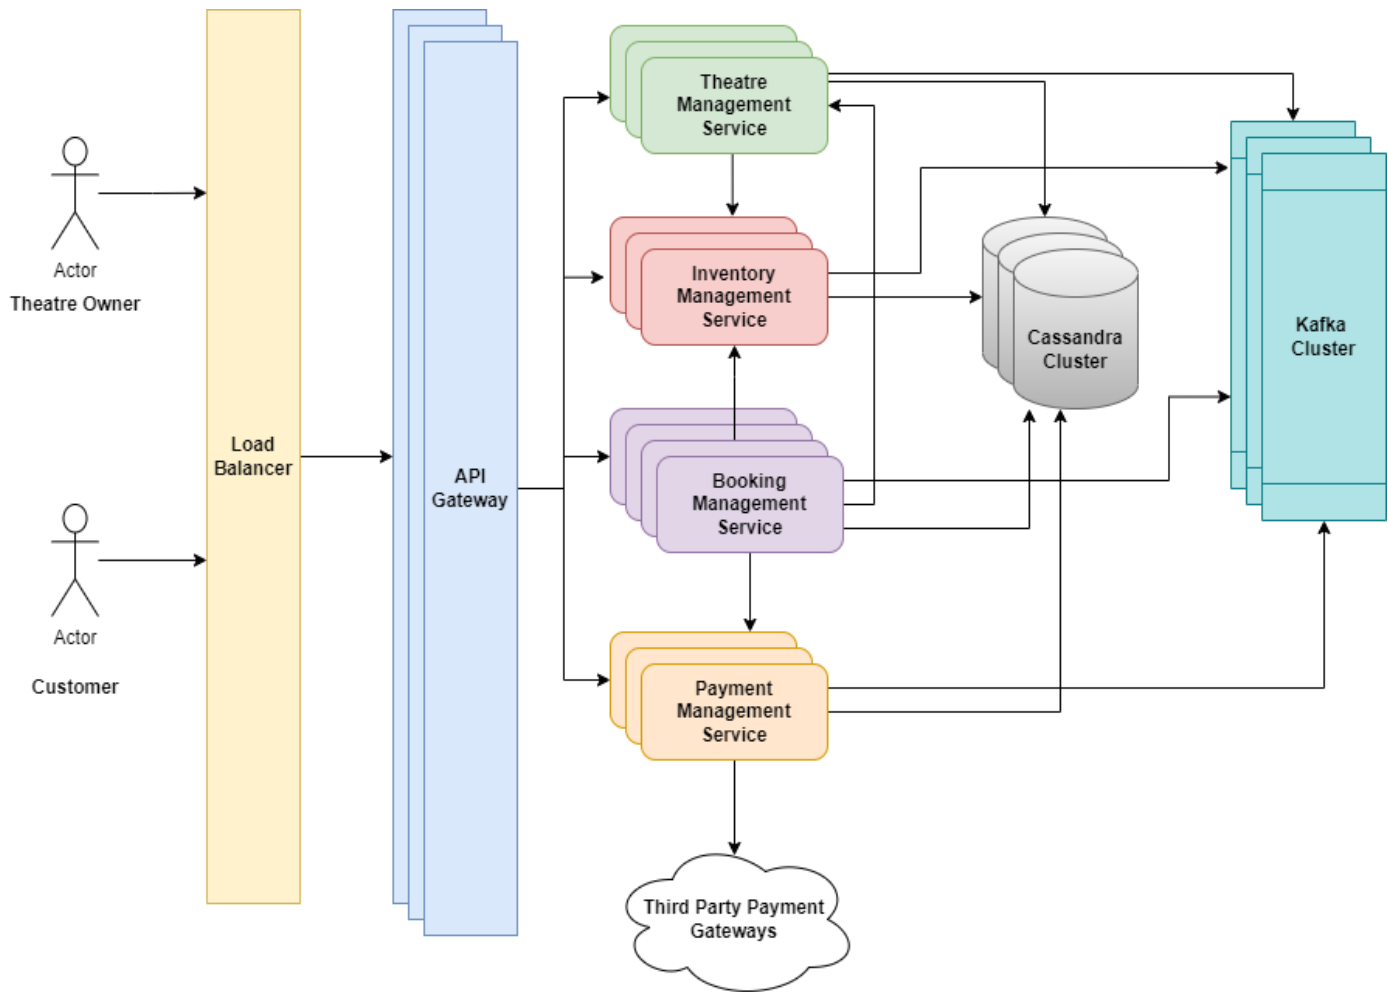 Actor
Theatre Owner
Actor
Customer
Load
Balancer
API
Gateway
Theatre
Management
Service
Inventory
Management
Service
Booking
Management
Service
Payment
Management
Service
Third Party Payment
Gateways
Cassandra
Cluster
Kafka
Cluster